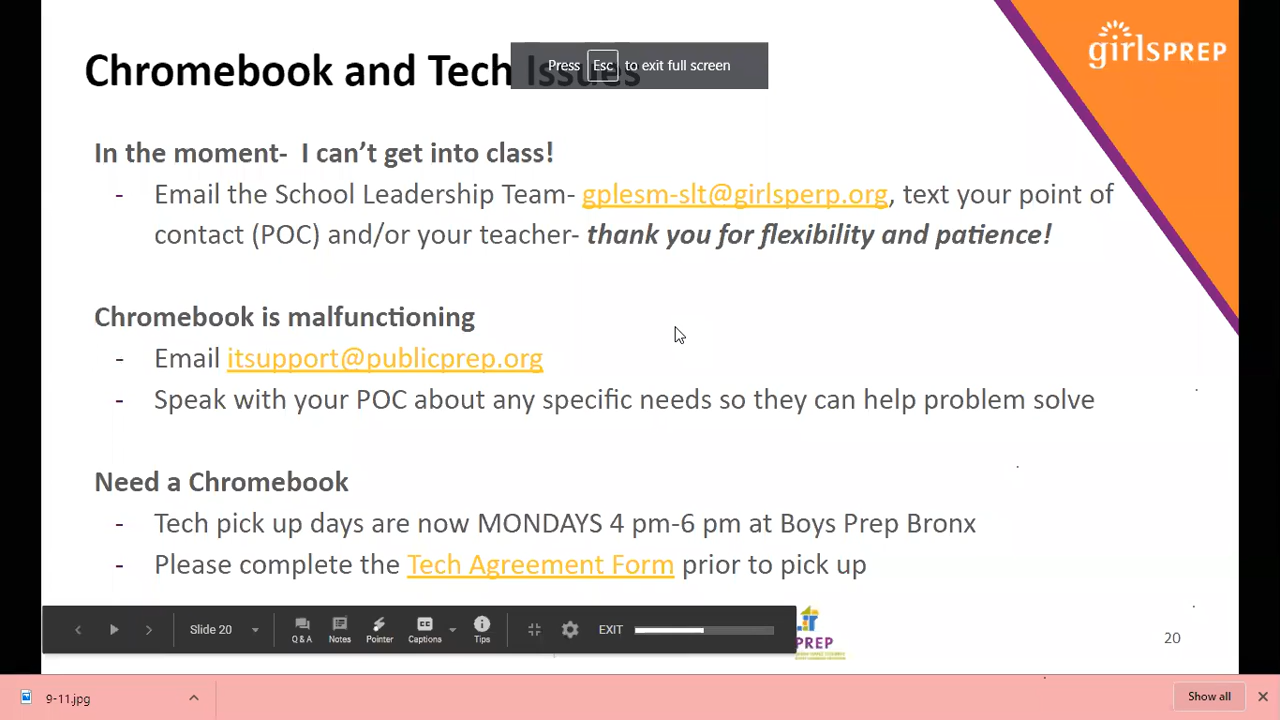 Chromebook and Tech Issues
Press Esc to exit full screen
girlsPREP
In the moment- I can't get into class!
- Email the School Leadership Team- gplesm-slt@girlsperp.org, text your point of
contact (POC) and/or your teacher- thank you for flexibility and patience!
Chromebook is malfunctioning
- Email itsupport@publicprep.org
- Speak with your POC about any specific needs so they can help problem solve
Need a Chromebook
- Tech pick up days are now MONDAYS 4 pm-6 pm at Boys Prep Bronx
- Please complete the Tech Agreement Form prior to pick up
Slide 20
Q & A
Notes
Pointer
CC
Captions
Tips
EXIT
PREP
20
9-11.jpg
Show all